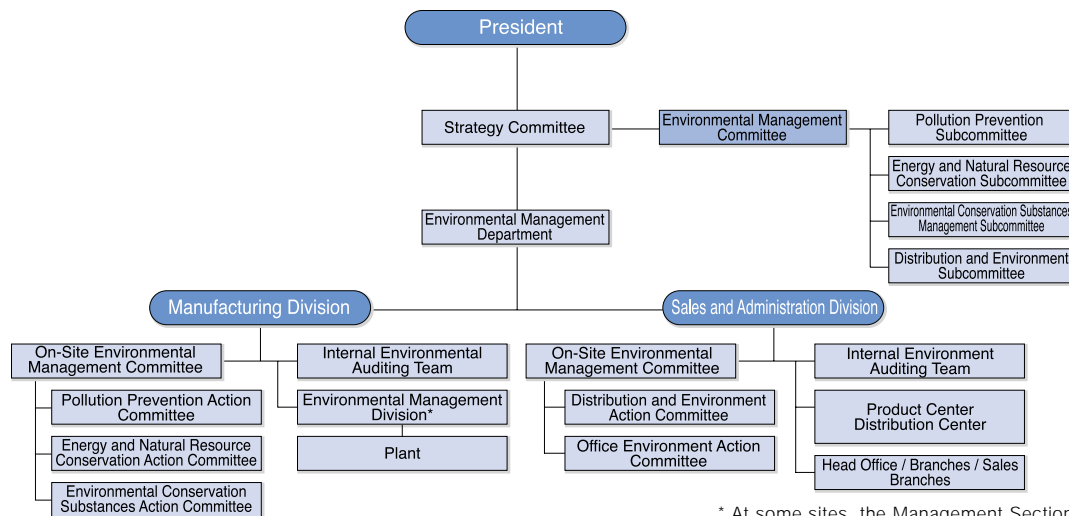 President
Strategy Committee
Environmental Management
Committee
Pollution Prevention
Subcommittee
Energy and Natural Resource
Conservation Subcommittee
Environmental Conservation Substances
Management Subcommittee
Distribution and Environment
Subcommittee
Environmental Management
Department
Manufacturing Division
On-Site Environmental
Management Committee
Pollution Prevention Action
Committee
Energy and Natural Resource
Conservation Action Committee
Environmental Conservation
Substances Action Committee
Internal Environmental
Auditing Team
Environmental Management
Division*
Plant
Sales and Administration Division
On-Site Environmental
Management Committee
Distribution and Environment
Action Committee
Office Environment Action
Committee
Internal Environment
Auditing Team
Product Center
Distribution Center
Head Office / Branches / Sales
Branches
* At some sites, the Management Section